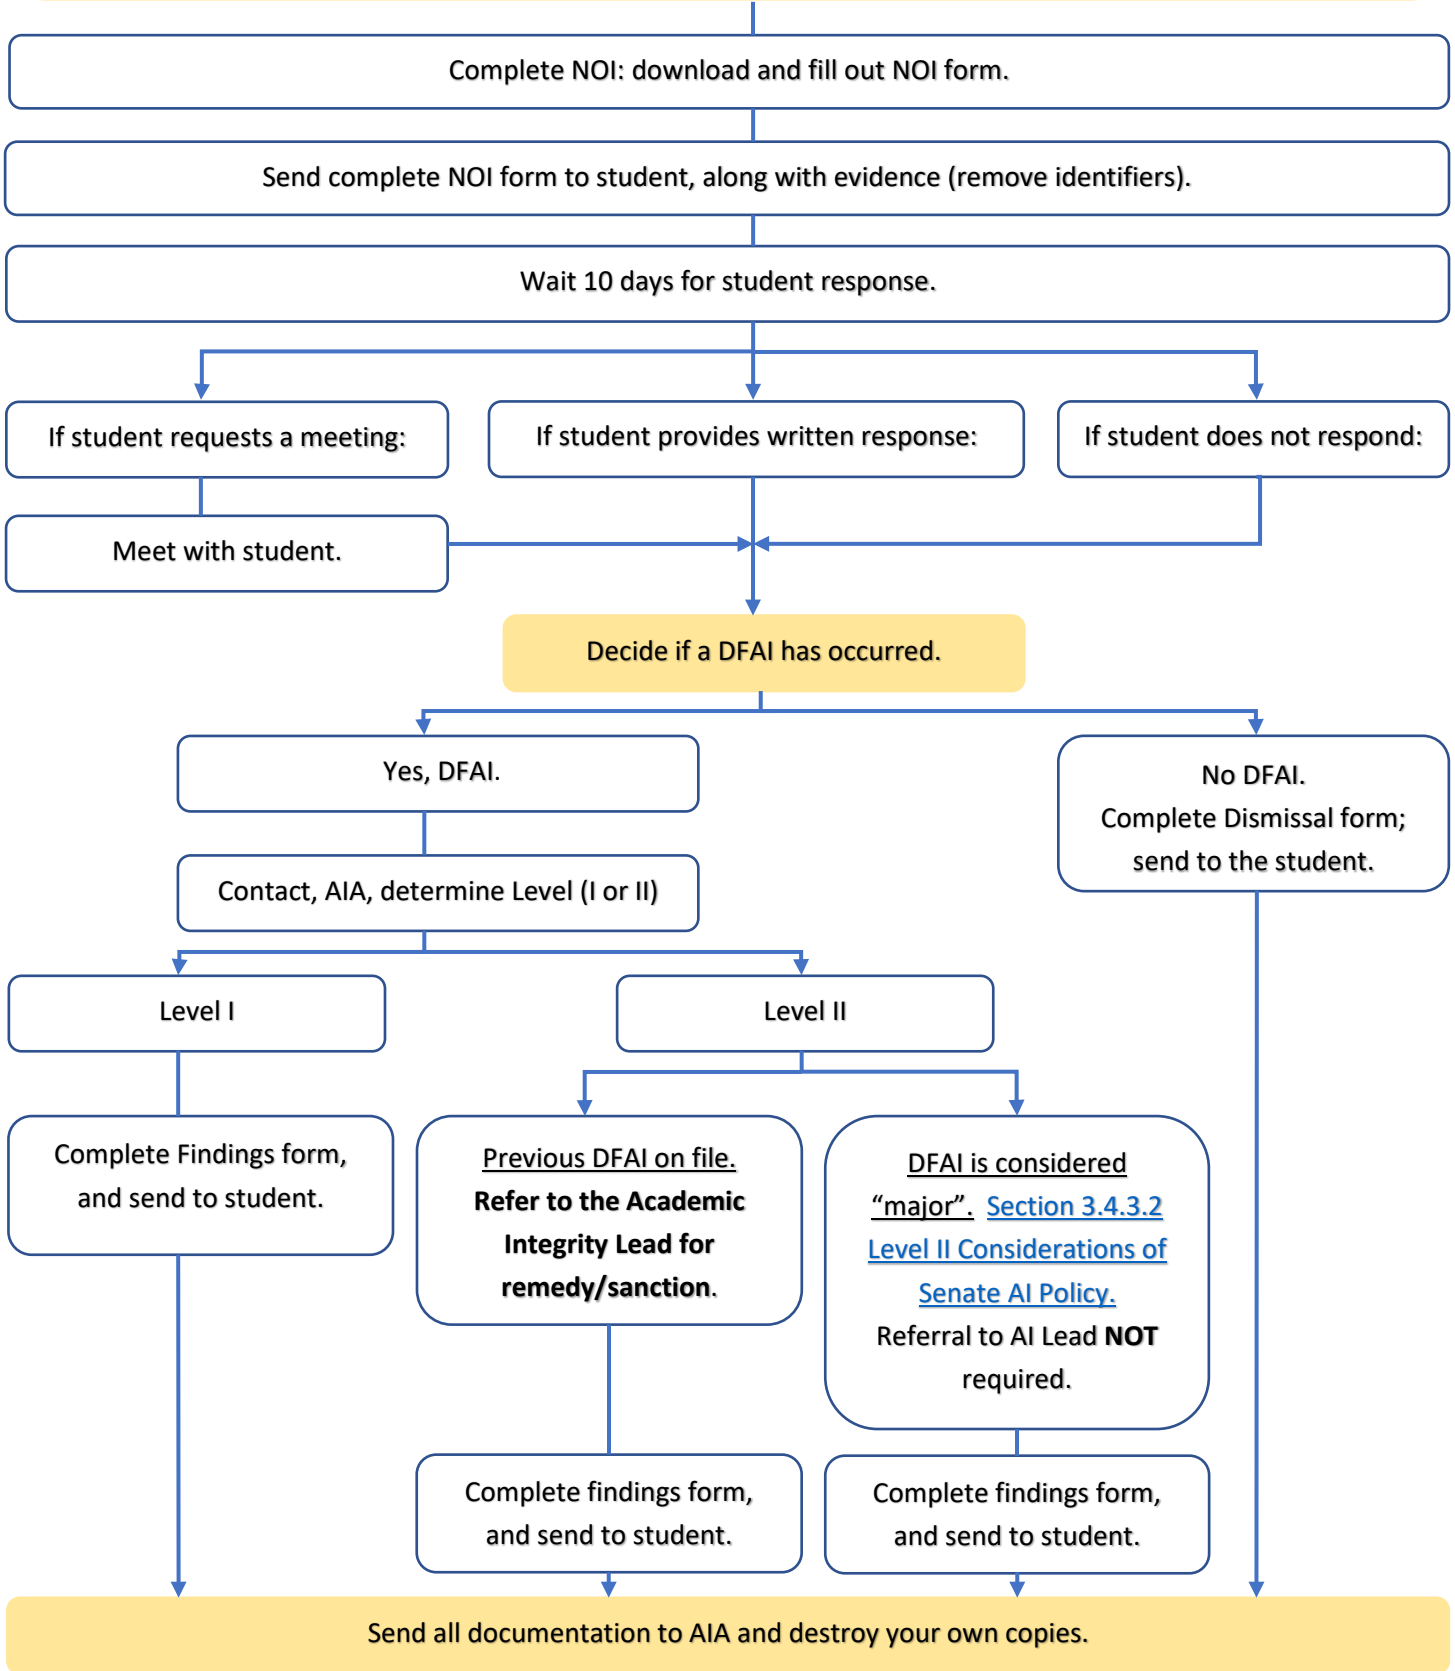 Complete NOI: download and fill out NOI form.
Send complete NOI form to student, along with evidence (remove identifiers).
Wait 10 days for student response.
If student requests a meeting:
If student provides written response:
If student does not respond:
Meet with student.
Decide if a DFAI has occurred.
Yes, DFAI.
No DFAI.
Complete Dismissal form;
send to the student.
Contact, AIA, determine Level (I or II)
Level I
Level II
Complete Findings form,
and send to student.
Previous DFAI on file.
Refer to the Academic
Integrity Lead for
remedy/sanction.
DFAI is considered
“major”. Section 3.4.3.2
Level II Considerations of
Senate AI Policy.
Referral to AI Lead NOT
required.
Complete findings form,
and send to student.
Complete findings form,
and send to student.
Send all documentation to AIA and destroy your own copies.